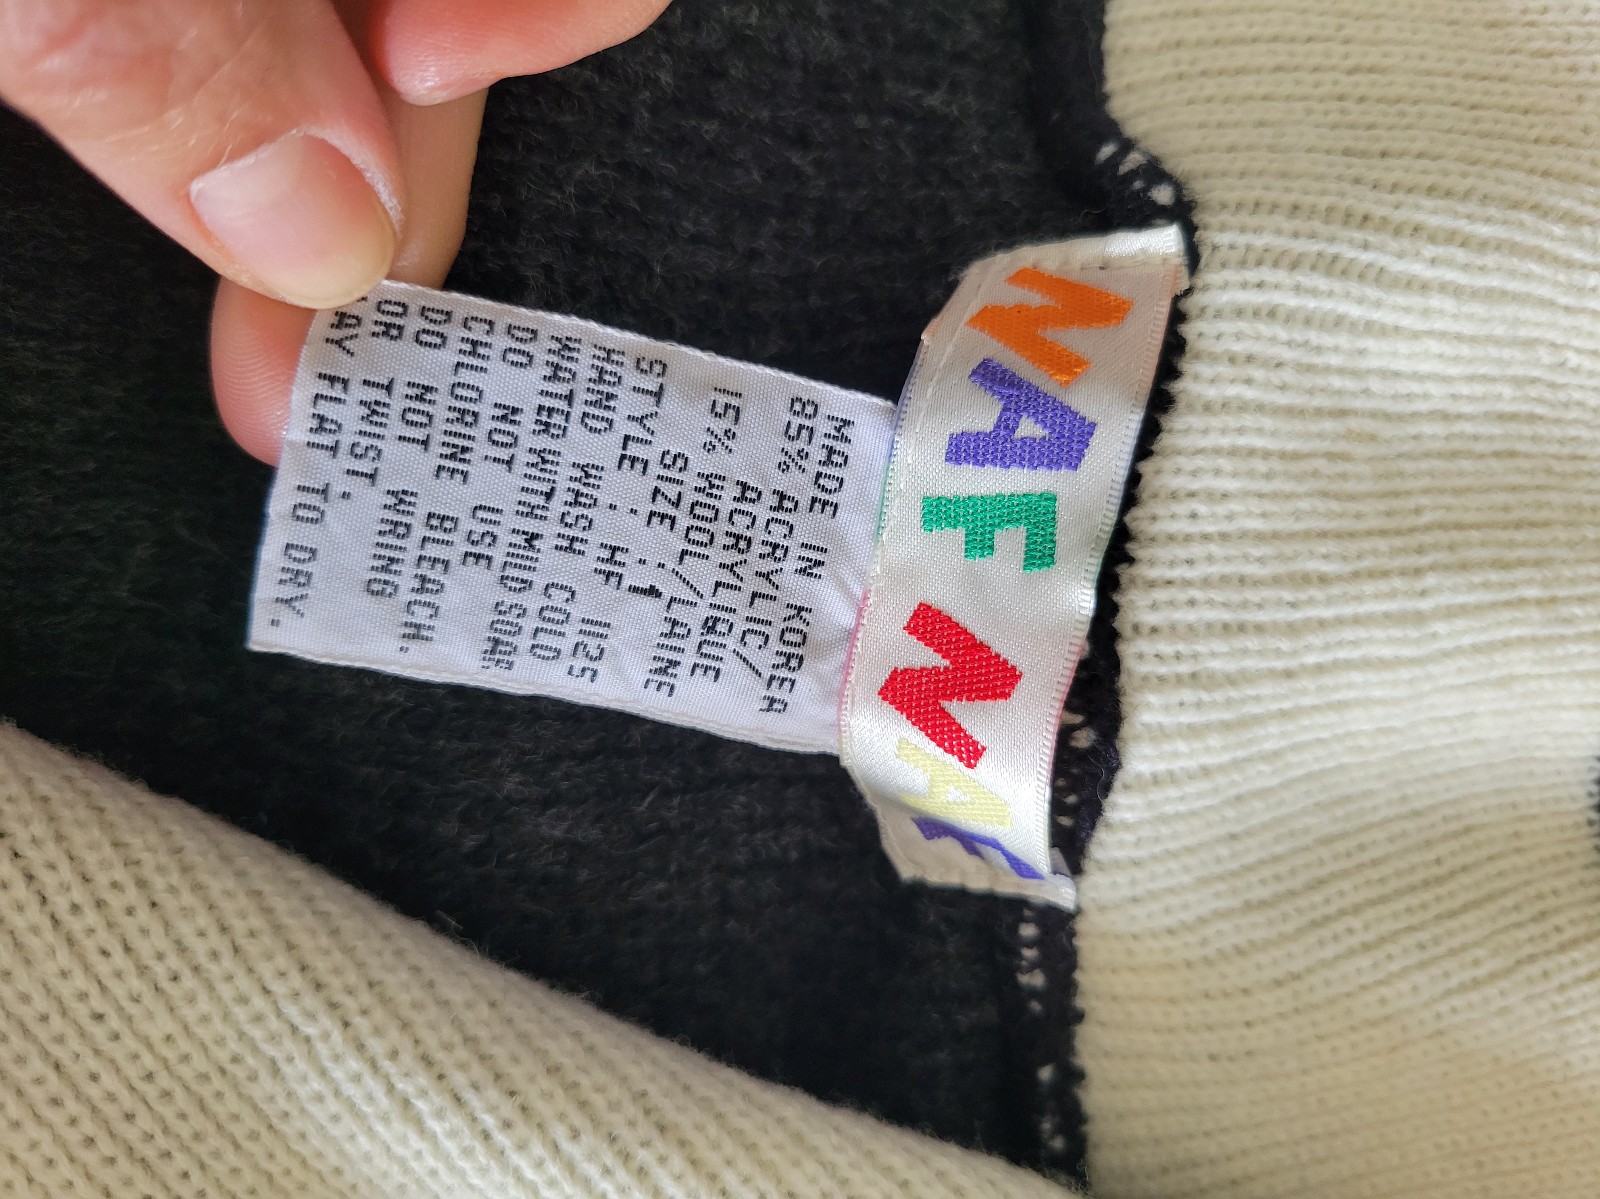 NAF NAF
MADE IN KOREA
85% ACRYLIC/
ACRYLIQUE
15% WOOL/LAINE
SIZE : 1
STYLE : HF 1125
HAND WASH COLD
WATER WITH MILD SOAP
DO NOT USE
CHLORINE BLEACH.
DO NOT WRING
OR TWIST.
LAY FLAT TO DRY.